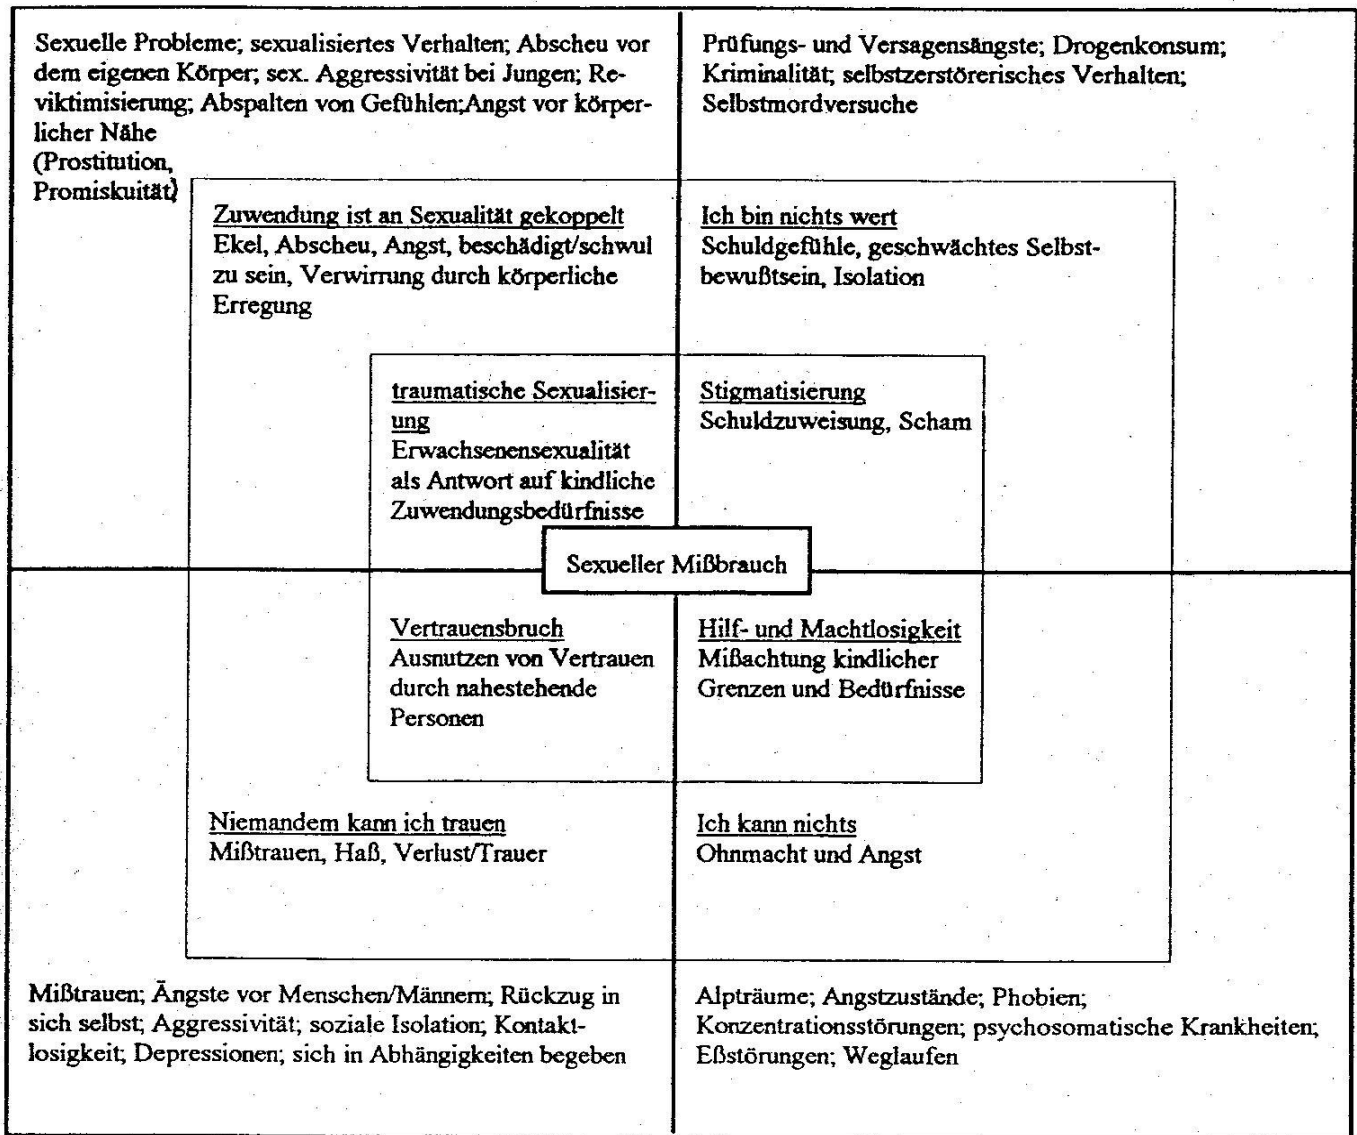 Sexuelle Probleme; sexualisiertes Verhalten; Abscheu vor
dem eigenen Körper; sex. Aggressivität bei Jungen; Re-
viktimisierung; Abspalten von Gefühlen;Angst vor körper-
licher Nähe
(Prostitution,
Promiskuität)
Prüfungs- und Versagensängste; Drogenkonsum;
Kriminalität; selbstzerstörerisches Verhalten;
Selbstmordversuche
Zuwendung ist an Sexualität gekoppelt
Ekel, Abscheu, Angst, beschädigt/schwul
zu sein, Verwirrung durch körperliche
Erregung
Ich bin nichts wert
Schuldgefühle, geschwächtes Selbst-
bewußtsein, Isolation
traumatische Sexualisier-
ung
Erwachsenensexualität
als Antwort auf kindliche
Zuwendungsbedürfnisse
Stigmatisierung
Schuldzuweisung, Scham
Sexueller Mißbrauch
Vertrauensbruch
Ausnutzen von Vertrauen
durch nahestehende
Personen
Hilf- und Machtlosigkeit
Mißachtung kindlicher
Grenzen und Bedürfnisse
Niemandem kann ich trauen
Mißtrauen, Haß, Verlust/Trauer
Ich kann nichts
Ohnmacht und Angst
Mißtrauen; Ängste vor Menschen/Männern; Rückzug in
sich selbst; Aggressivität; soziale Isolation; Kontakt-
losigkeit; Depressionen; sich in Abhängigkeiten begeben
Alpträume; Angstzustände; Phobien;
Konzentrationsstörungen; psychosomatische Krankheiten;
Eßstörungen; Weglaufen